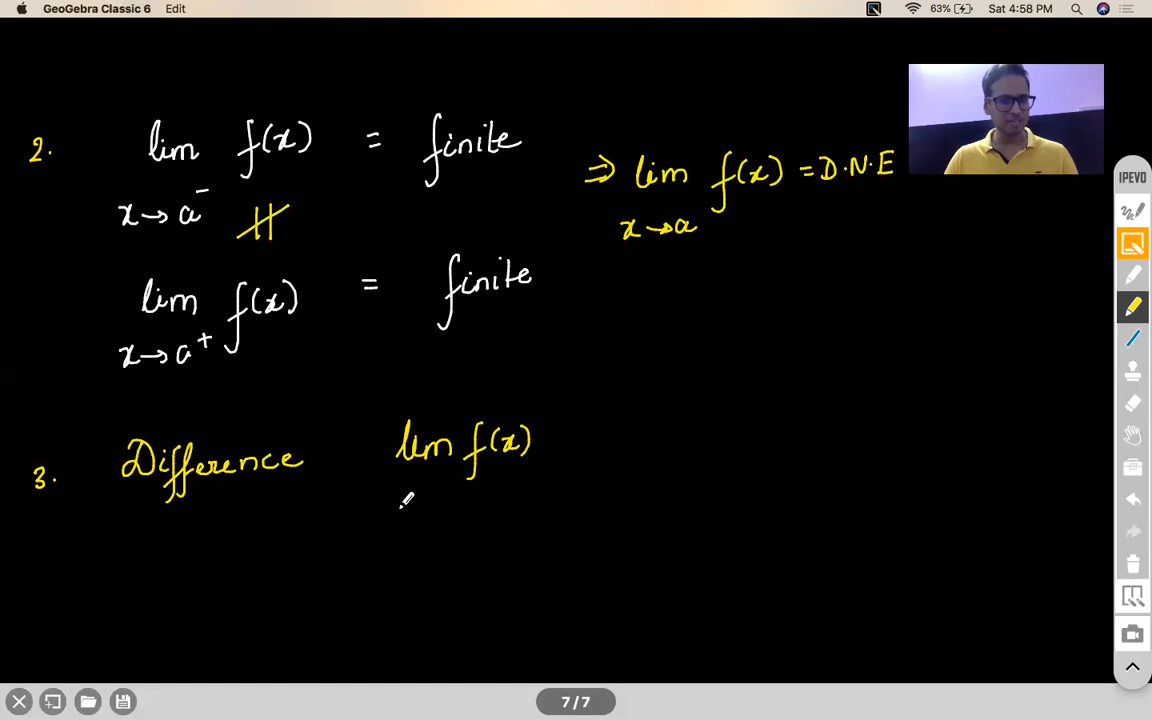 GeoGebra Classic 6 Edit 63% Sat 4:58 PM
2. lim f(x) = finite
x→a⁻
⇒ lim f(x) = D.N.E
x→a
lim f(x) = finite
x→a⁺
3. Difference lim f(x)
IPEVO
7 / 7